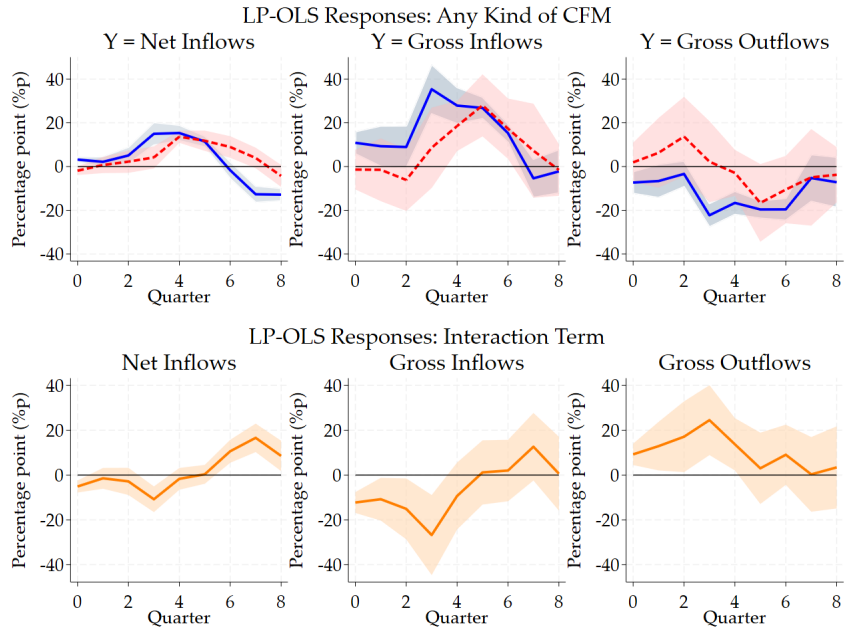 LP-OLS Responses: Any Kind of CFM
Y = Net Inflows
Percentage point (%p)
40
20
0
-20
-40
0 2 4 6 8
Quarter
Y = Gross Inflows
Percentage point (%p)
40
20
0
-20
-40
0 2 4 6 8
Quarter
Y = Gross Outflows
Percentage point (%p)
40
20
0
-20
-40
0 2 4 6 8
Quarter
LP-OLS Responses: Interaction Term
Net Inflows
Percentage point (%p)
40
20
0
-20
-40
0 2 4 6 8
Quarter
Gross Inflows
Percentage point (%p)
40
20
0
-20
-40
0 2 4 6 8
Quarter
Gross Outflows
Percentage point (%p)
40
20
0
-20
-40
0 2 4 6 8
Quarter